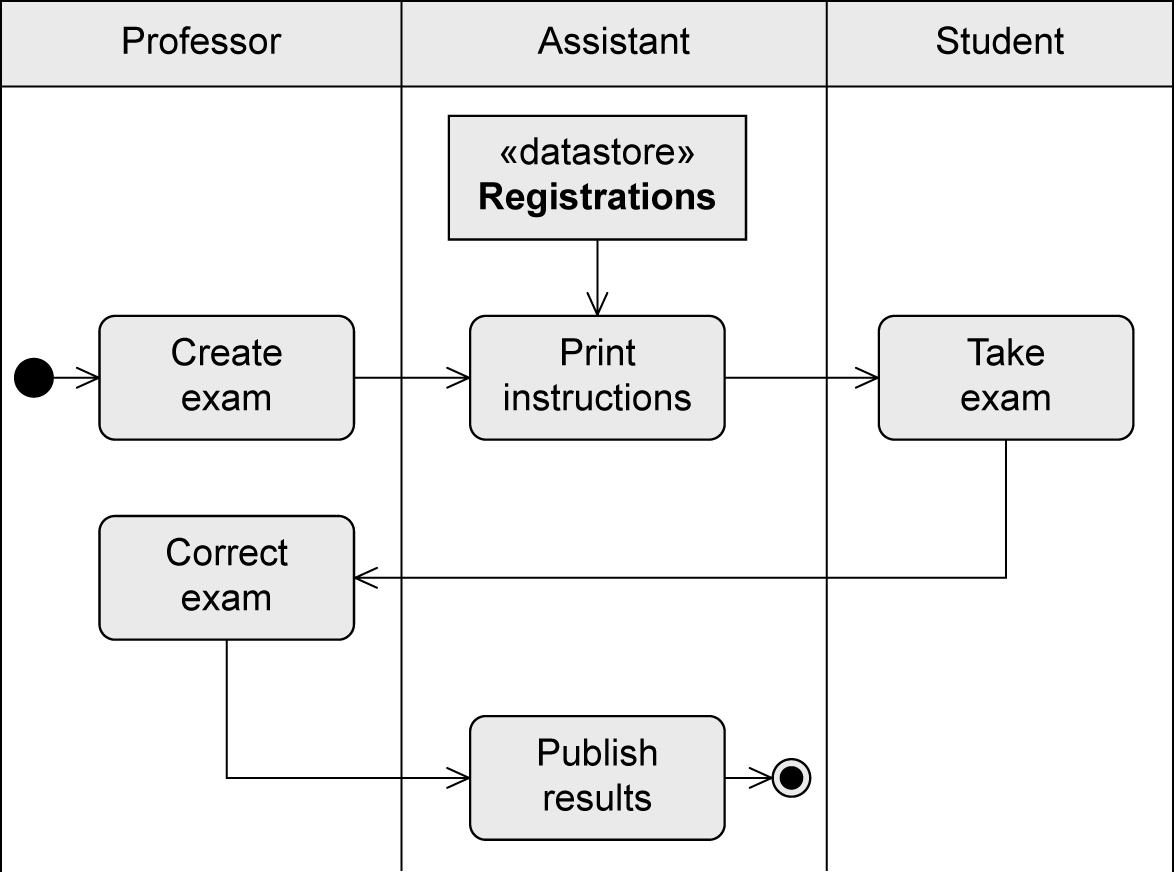 Professor
Assistant
Student
«datastore»
Registrations
Create
exam
Print
instructions
Take
exam
Correct
exam
Publish
results